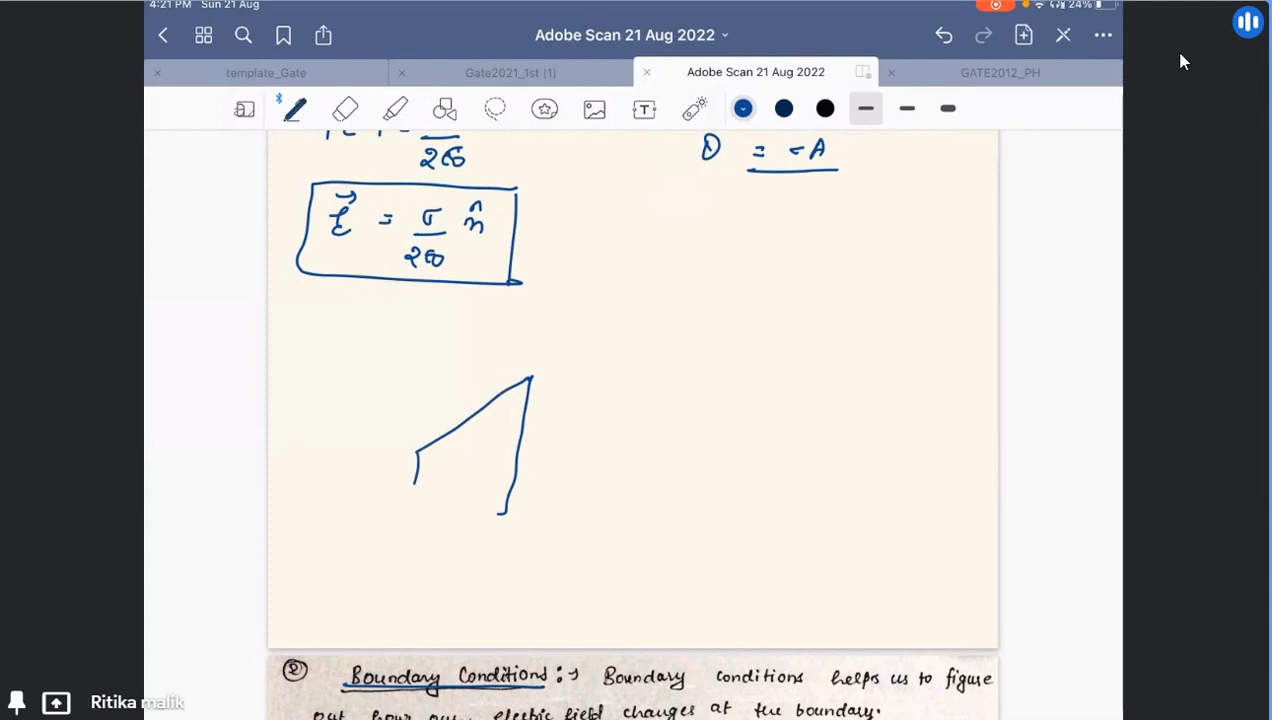 4:21 PM Sun 21 Aug
24%
Adobe Scan 21 Aug 2022
template_Gate
Gate2021_1st (1)
Adobe Scan 21 Aug 2022
GATE2012_PH
T
2ε0
= σA
E = σ/2ε0 n̂
② Boundary Conditions :→ Boundary conditions helps us to figure
out how our electric field changes at the boundary.
Ritika malik